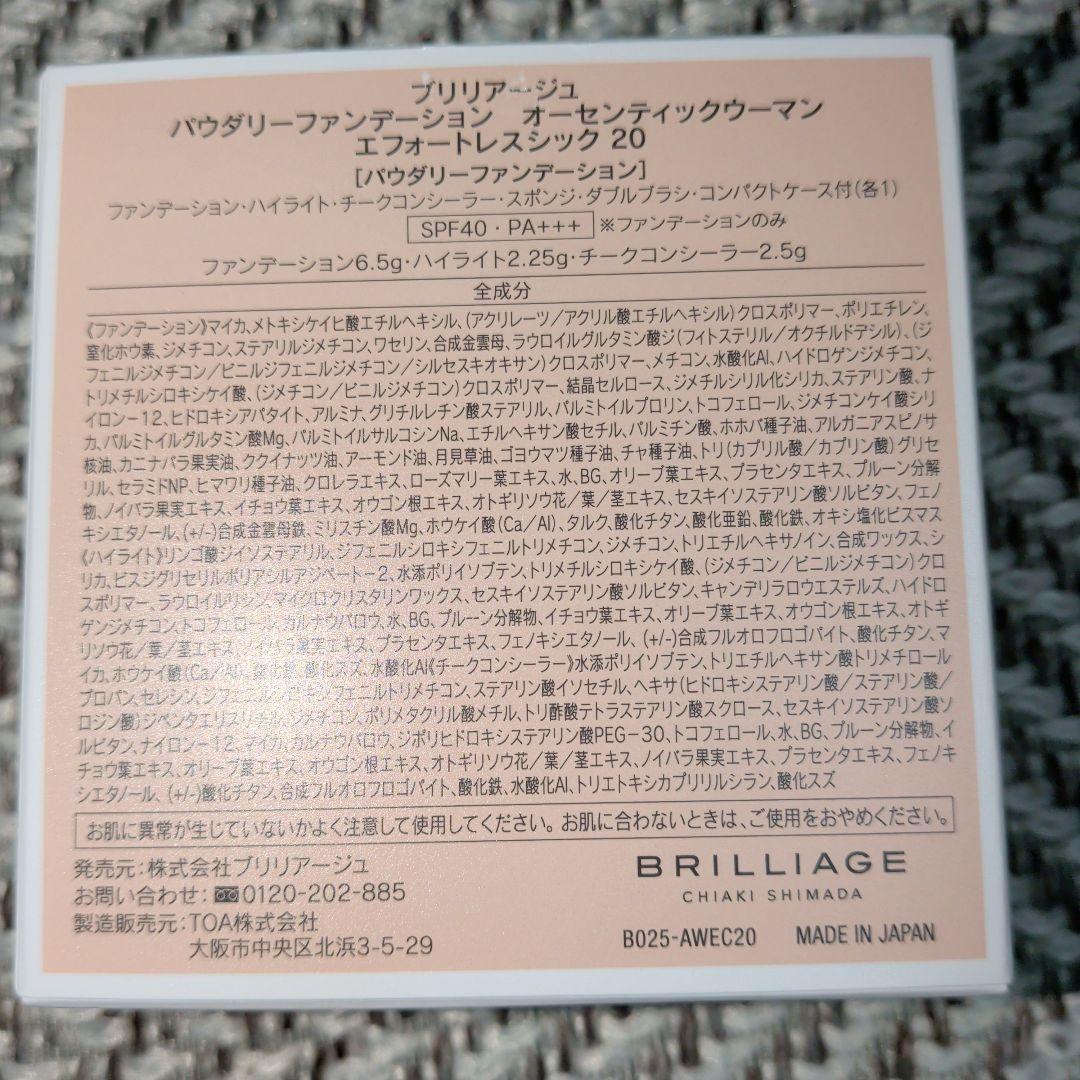 ブリリアージュ
パウダリーファンデーション　オーセンティックウーマン
エフォートレスシック 20
[パウダリーファンデーション]
ファンデーション・ハイライト・チークコンシーラー・スポンジ・ダブルブラシ・コンパクトケース付(各1)
SPF40・PA+++ ※ファンデーションのみ
ファンデーション6.5g・ハイライト2.25g・チークコンシーラー2.5g
全成分
《ファンデーション》マイカ、メトキシケイヒ酸エチルヘキシル、(アクリレーツ／アクリル酸エチルヘキシル)クロスポリマー、ポリエチレン、
窒化ホウ素、ジメチコン、ステアリルジメチコン、ワセリン、合成金雲母、ラウロイルグルタミン酸ジ(フィトステリル／オクチルドデシル)、(ジ
フェニルジメチコン／ビニルジフェニルジメチコン／シルセスキオキサン)クロスポリマー、メチコン、水酸化Al、ハイドロゲンジメチコン、
トリメチルシロキシケイ酸、(ジメチコン／ビニルジメチコン)クロスポリマー、結晶セルロース、ジメチルシリル化シリカ、ステアリン酸、ナ
イロン－12、ヒドロキシアパタイト、アルミナ、グリチルレチン酸ステアリル、パルミトイルプロリン、トコフェロール、ジメチコン、ケイ酸シリ
カ、パルミトイルグルタミン酸Mg、パルミトイルサルコシンNa、エチルヘキサン酸セチル、パルミチン酸、ホホバ種子油、アルガニアスピノサ
核油、カニナバラ果実油、ククイナッツ油、アーモンド油、月見草油、ゴヨウマツ種子油、チャ種子油、トリ(カプリル酸／カプリン酸)グリセ
リル、セラミドNP、ヒマワリ種子油、クロレラエキス、ローズマリー葉エキス、水、BG、オリーブ葉エキス、プラセンタエキス、プルーン分解
物、ノイバラ果実エキス、イチョウ葉エキス、オウゴン根エキス、オトギリソウ花／葉／茎エキス、セスキイソステアリン酸ソルビタン、フェノ
キシエタノール、(+/-)合成金雲母鉄、ミリスチン酸Mg、ホウケイ酸(Ca／Al)、タルク、酸化チタン、酸化亜鉛、酸化鉄、オキシ塩化ビスマス
《ハイライト》リンゴ酸ジイソステアリル、ジフェニルシロキシフェニルトリメチコン、ジメチコン、トリエチルヘキサノイン、合成ワックス、シ
リカ、ビスジグリセリルポリアシルアジペート－2、水添ポリイソブテン、トリメチルシロキシケイ酸、(ジメチコン／ビニルジメチコン)クロ
スポリマー、ラウロイルリシン、マイクロクリスタリンワックス、セスキイソステアリン酸ソルビタン、キャンデリラロウエステルズ、ハイドロ
ゲンジメチコン、トコフェロール、カルナウバロウ、水、BG、プルーン分解物、イチョウ葉エキス、オリーブ葉エキス、オウゴン根エキス、オトギ
リソウ花／葉／茎エキス、ノイバラ果実エキス、プラセンタエキス、フェノキシエタノール、(+/-)合成フルオロフロゴパイト、酸化チタン、マ
イカ、ホウケイ酸(Ca／Al)、酸化鉄、酸化スズ、水酸化Al《チークコンシーラー》水添ポリイソブテン、トリエチルヘキサン酸トリメチロール
プロパン、セレシン、ジフェニルシロキシフェニルトリメチコン、ステアリン酸イソセチル、ヘキサ(ヒドロキシステアリン酸／ステアリン酸／
ロジン酸)ジペンタエリスリチル、ジメチコン、ポリメタクリル酸メチル、トリ酢酸テトラステアリン酸スクロース、セスキイソステアリン酸ソ
ルビタン、ナイロン－12、マイカ、カルナウバロウ、ジポリヒドロキシステアリン酸PEG－30、トコフェロール、水、BG、プルーン分解物、イ
チョウ葉エキス、オリーブ葉エキス、オウゴン根エキス、オトギリソウ花／葉／茎エキス、ノイバラ果実エキス、プラセンタエキス、フェノキ
シエタノール、(+/-)酸化チタン、合成フルオロフロゴパイト、酸化鉄、水酸化Al、トリエトキシカプリリルシラン、酸化スズ
お肌に異常が生じていないかよく注意して使用してください。お肌に合わないときは、ご使用をおやめください。
発売元：株式会社ブリリアージュ
お問い合わせ：0120-202-885
製造販売元：TOA株式会社
大阪市中央区北浜3-5-29
BRILLIAGE
CHIAKI SHIMADA
B025-AWEC20 MADE IN JAPAN